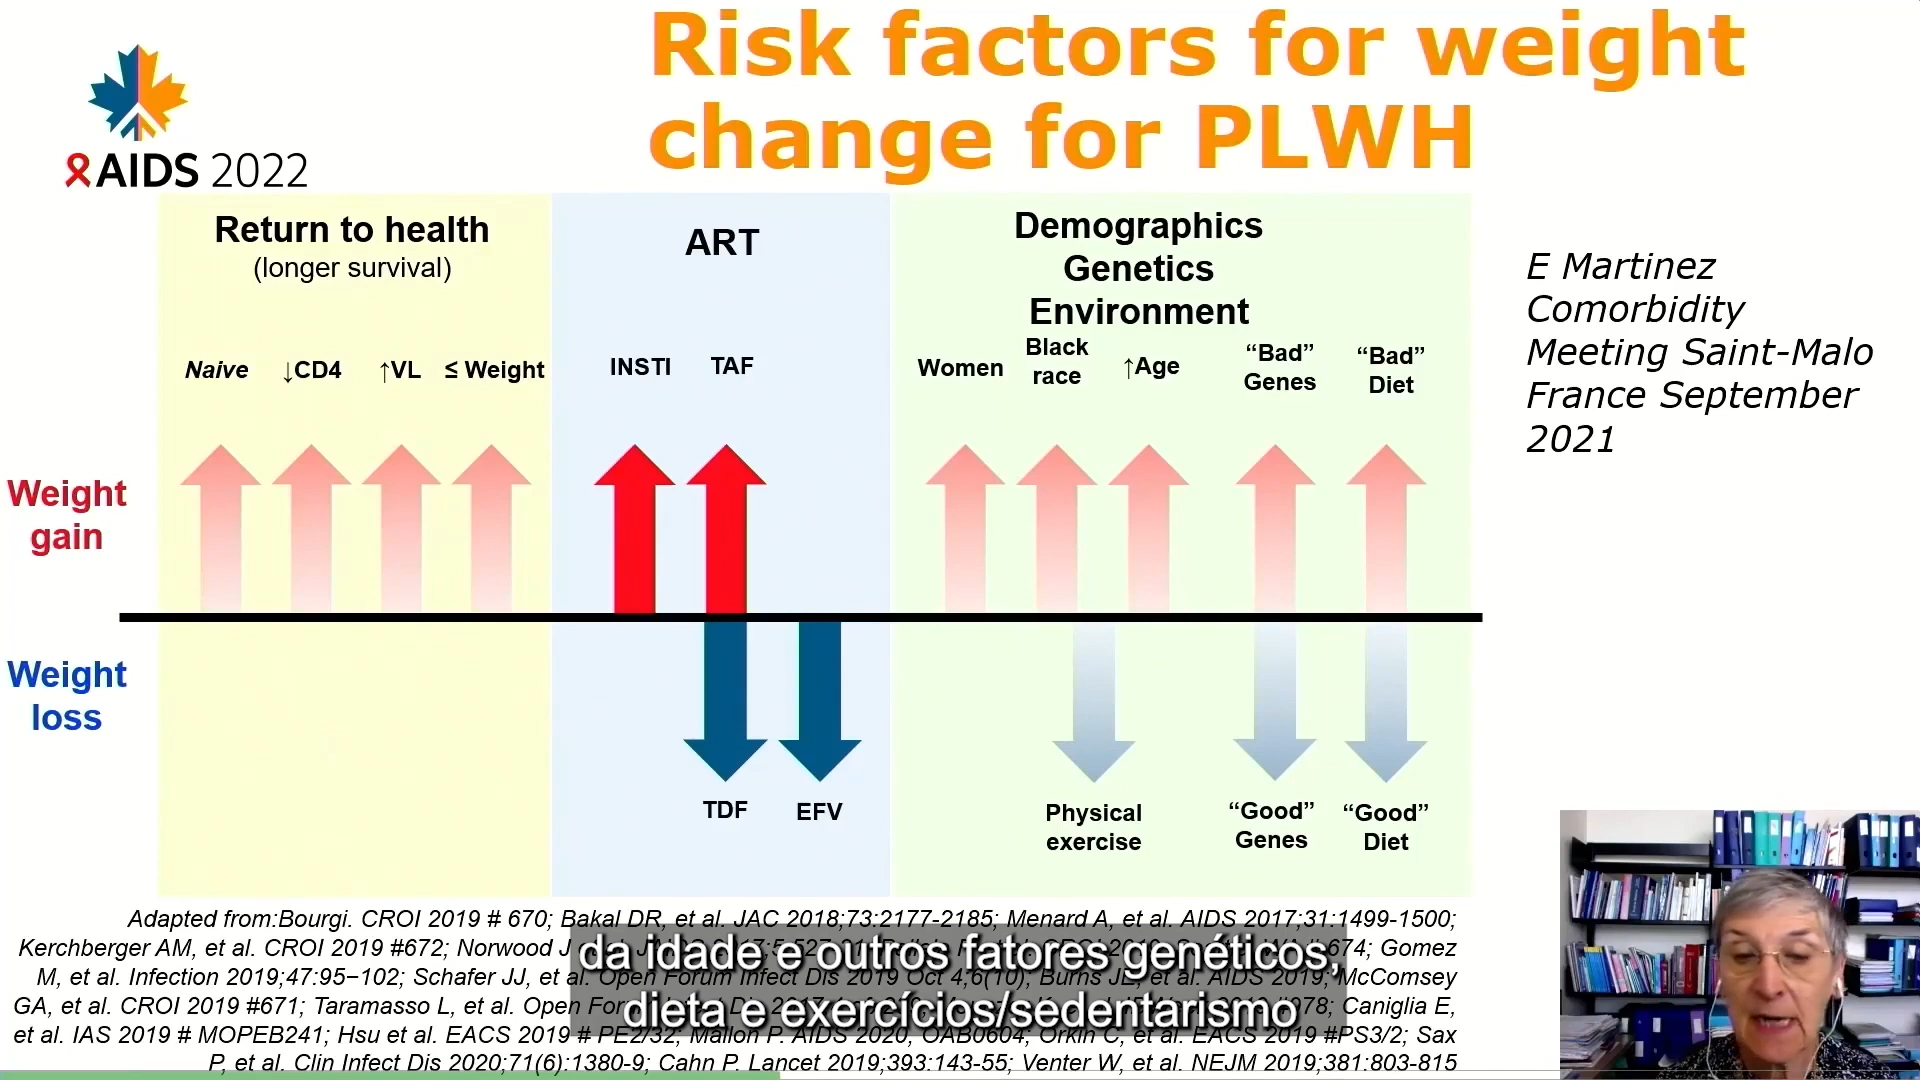 Risk factors for weight
change for PLWH
AIDS 2022
Return to health
(longer survival)
ART
Demographics
Genetics
Environment
E Martinez
Comorbidity
Meeting Saint-Malo
France September
2021
Naive ↓CD4 ↑VL ≤ Weight
INSTI TAF
Women
Black
race
↑Age
“Bad”
Genes
“Bad”
Diet
Weight
gain
Weight
loss
TDF EFV
Physical
exercise
“Good”
Genes
“Good”
Diet
Adapted from:Bourgi. CROI 2019 # 670; Bakal DR, et al. JAC 2018;73:2177-2185; Menard A, et al. AIDS 2017;31:1499-1500;
Kerchberger AM, et al. CROI 2019 #672; Norwood J Gomez
M, et al. Infection 2019;47:95–102; Schafer JJ, et al. Open Forum Infect Dis 2019 Oct 4;6(10); Burns JE, et al. AIDS 2019; McComsey
GA, et al. CROI 2019 #671; Taramasso L, et al. Open Caniglia E,
et al. IAS 2019 # MOPEB241; Hsu et al. EACS 2019 # PE2/32; Mallon P. AIDS 2020, OAB0604; Orkin C, et al. EACS 2019 #PS3/2; Sax
P, et al. Clin Infect Dis 2020;71(6):1380-9; Cahn P. Lancet 2019;393:143-55; Venter W, et al. NEJM 2019;381:803-815
da idade e outros fatores genéticos,
dieta e exercícios/sedentarismo